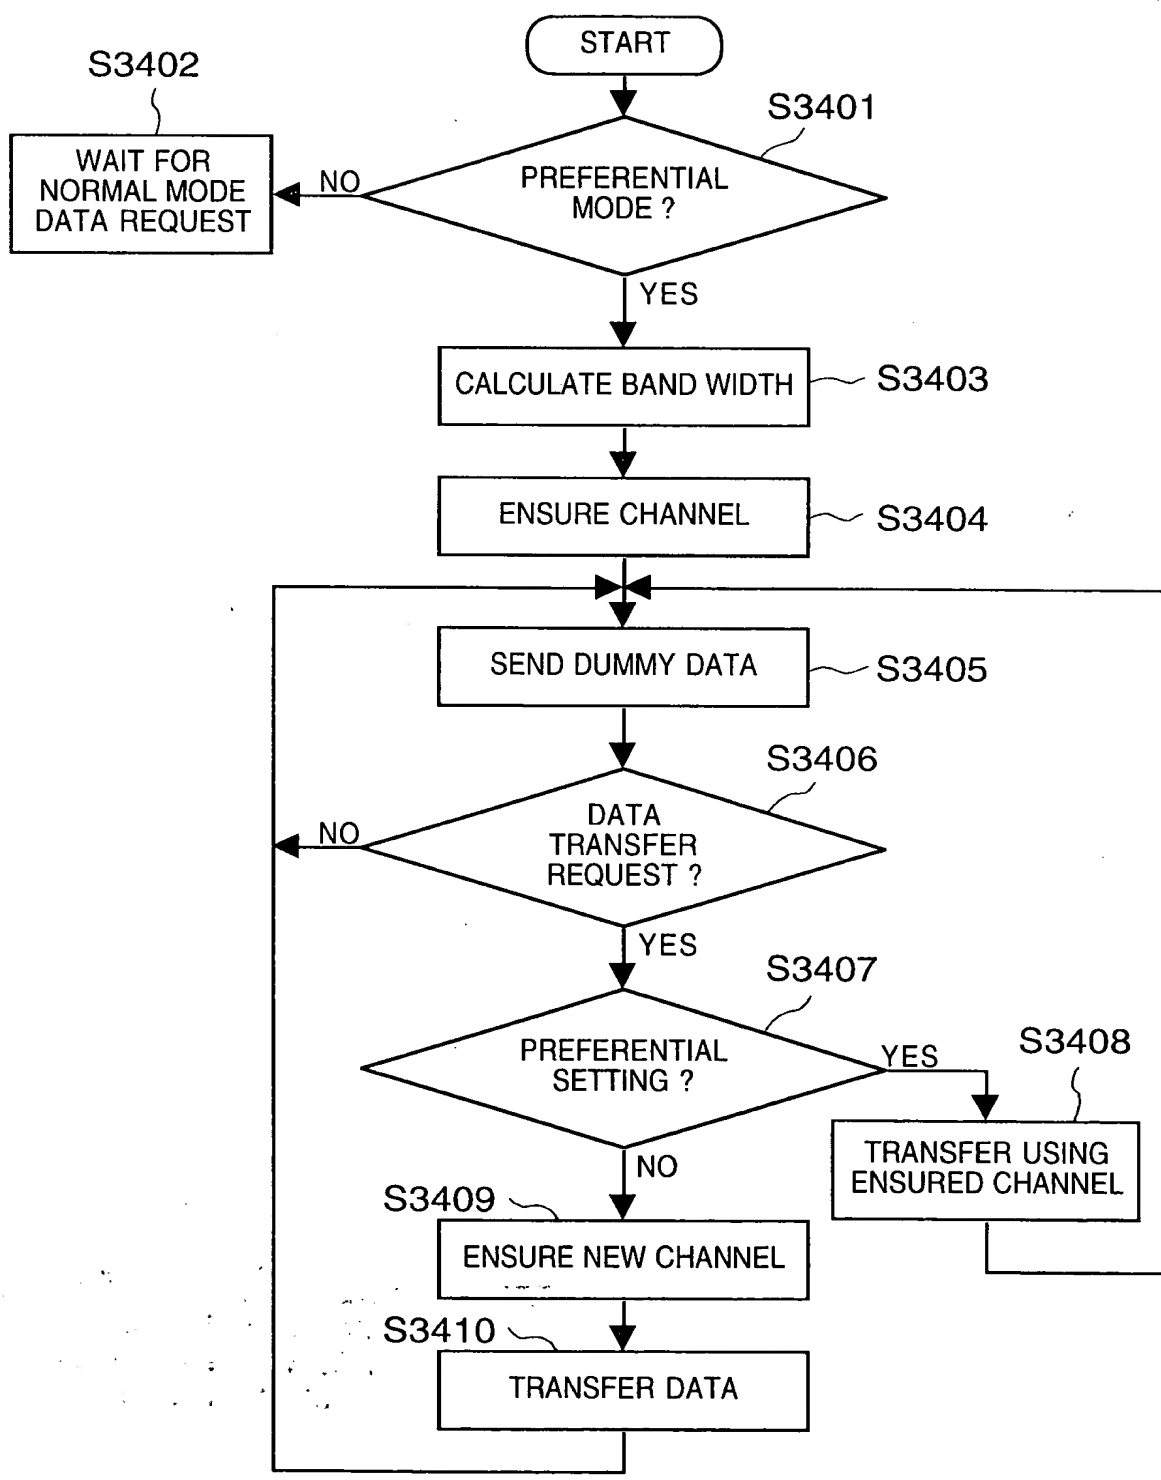 START
S3402
S3401
WAIT FOR
NORMAL MODE
DATA REQUEST
NO
PREFERENTIAL
MODE ?
YES
CALCULATE BAND WIDTH
S3403
ENSURE CHANNEL
S3404
SEND DUMMY DATA
S3405
S3406
NO
DATA
TRANSFER
REQUEST ?
YES
S3407
PREFERENTIAL
SETTING ?
YES
S3408
TRANSFER USING
ENSURED CHANNEL
NO
S3409
ENSURE NEW CHANNEL
S3410
TRANSFER DATA